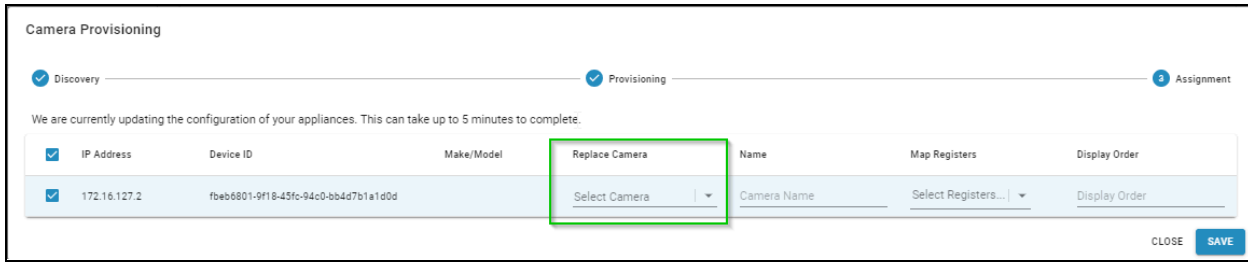 Camera Provisioning
Discovery Provisioning 3 Assignment
We are currently updating the configuration of your appliances. This can take up to 5 minutes to complete.
IP Address Device ID Make/Model Replace Camera Name Map Registers Display Order
172.16.127.2 fbeb6801-9f18-45fc-94c0-bb4d7b1a1d0d Select Camera Camera Name Select Registers... Display Order
CLOSE SAVE